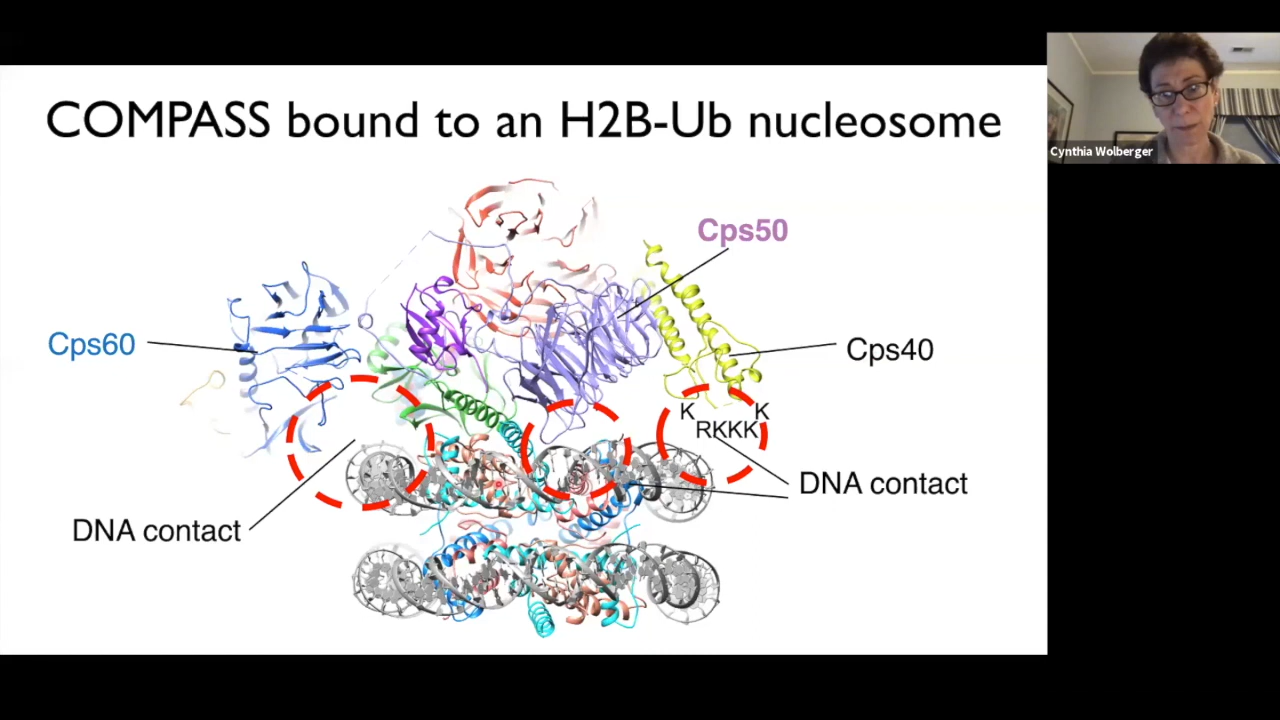 COMPASS bound to an H2B-Ub nucleosome
Cynthia Wolberger
Cps50
Cps60
Cps40
K K
RKKK
DNA contact
DNA contact